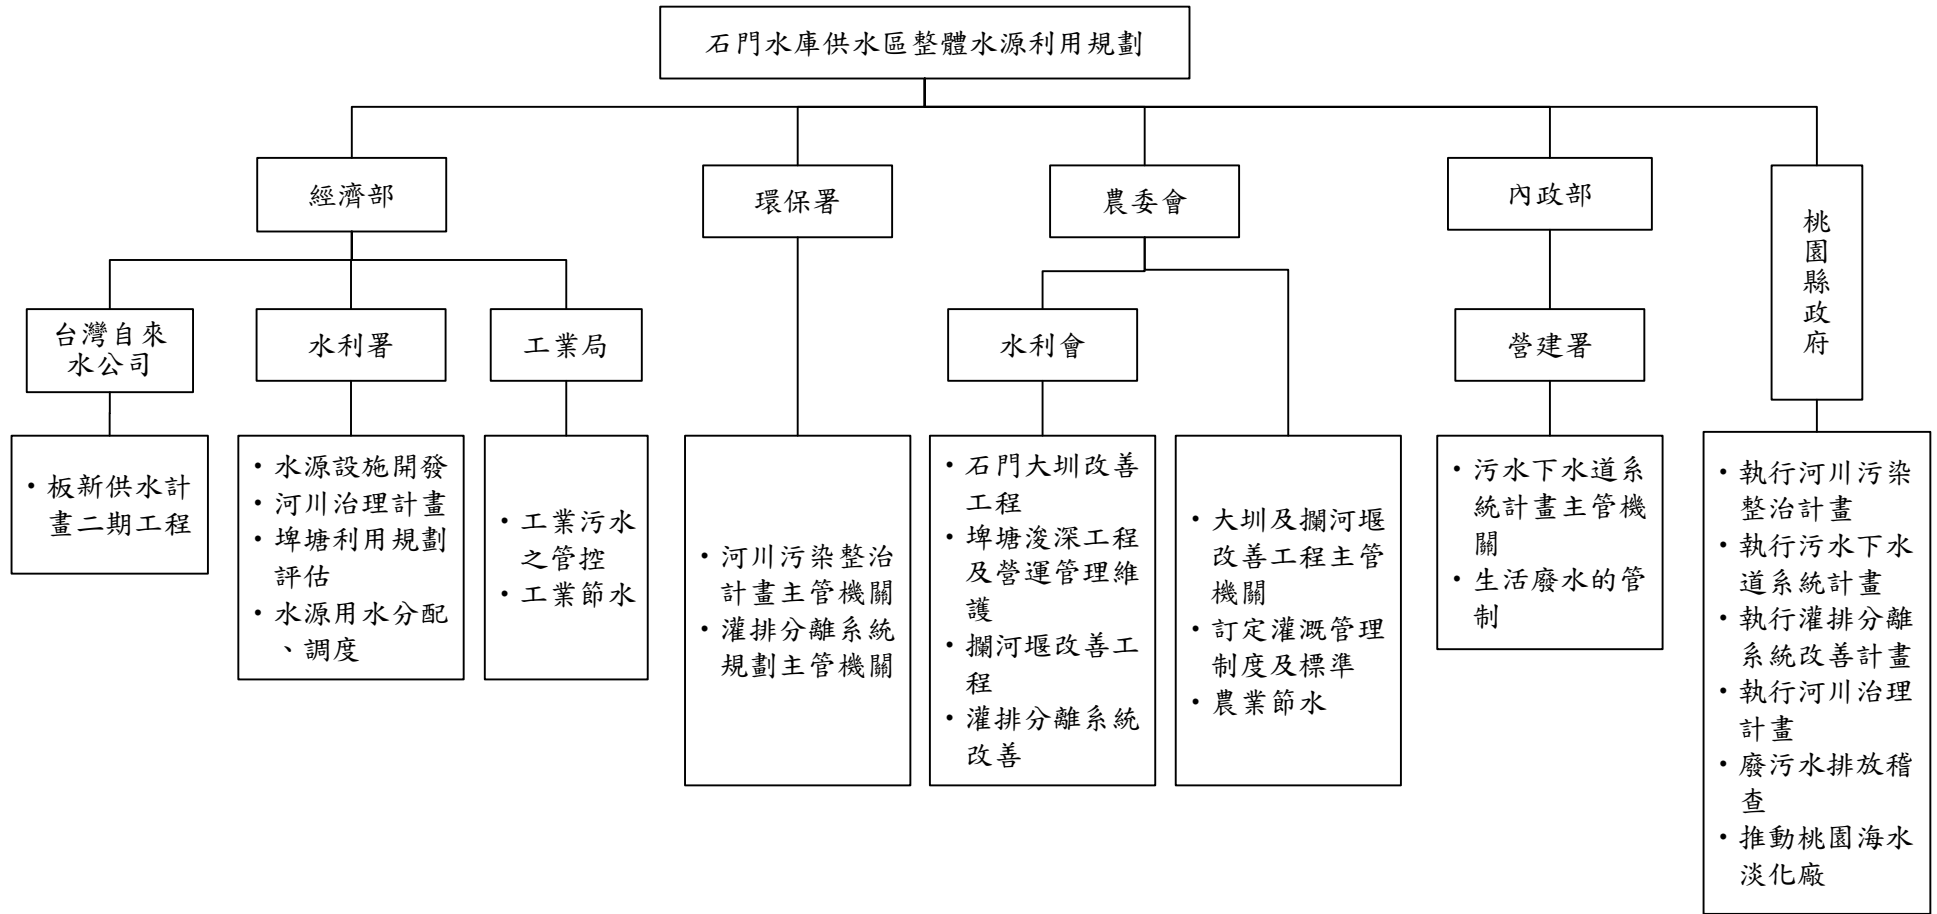 石門水庫供水區整體水源利用規劃
經濟部
環保署
農委會
內政部
桃園縣政府
台灣自來
水公司
水利署
工業局
水利會
營建署
・板新供水計
畫二期工程
・水源設施開發
・河川治理計畫
・埤塘利用規劃
評估
・水源用水分配
、調度
・工業污水
之管控
・工業節水
・河川污染整治
計畫主管機關
・灌排分離系統
規劃主管機關
・石門大圳改善
工程
・埤塘浚深工程
及營運管理維
護
・攔河堰改善工
程
・灌排分離系統
改善
・大圳及攔河堰
改善工程主管
機關
・訂定灌溉管理
制度及標準
・農業節水
・污水下水道系
統計畫主管機
關
・生活廢水的管
制
・執行河川污染
整治計畫
・執行污水下水
道系統計畫
・執行灌排分離
系統改善計畫
・執行河川治理
計畫
・廢污水排放稽
查
・推動桃園海水
淡化廠